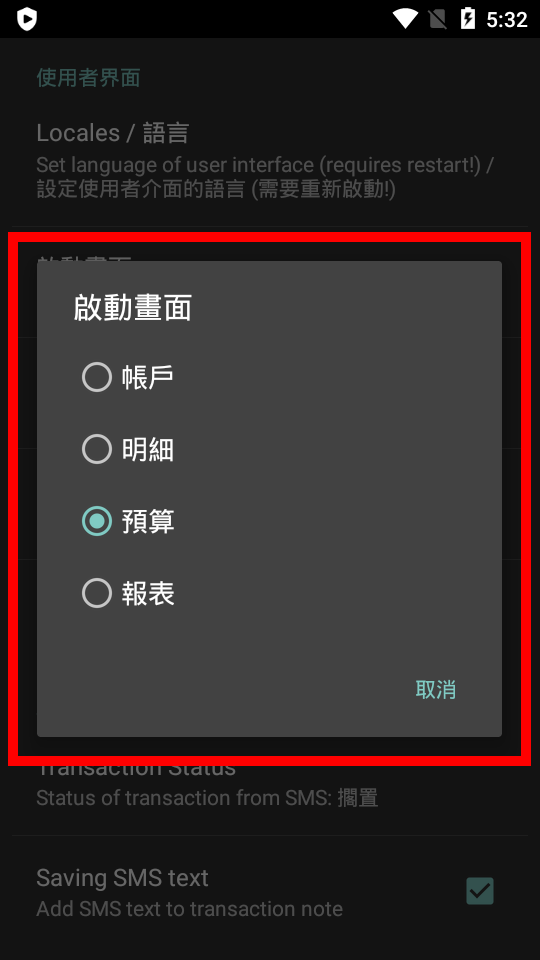 5:32
使用者界面
Locales / 語言
Set language of user interface (requires restart!) /
設定使用者介面的語言 (需要重新啟動!)
啟動畫面
帳戶
明細
預算
報表
取消
Transaction Status
Status of transaction from SMS: 擱置
Saving SMS text
Add SMS text to transaction note